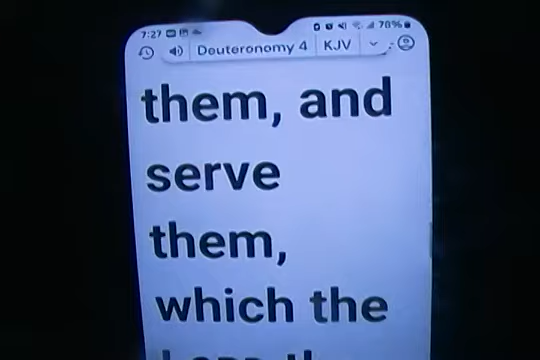 7:27 78%
Deuteronomy 4 KJV
them, and
serve
them,
which the